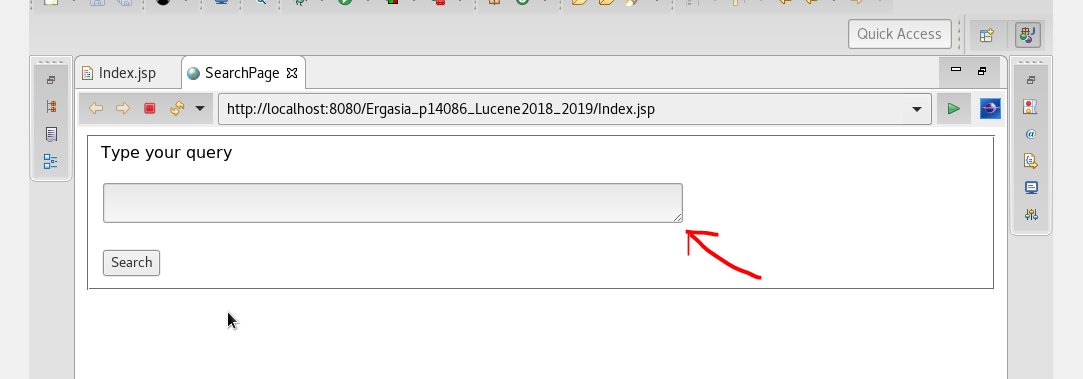 Quick Access
Index.jsp
SearchPage
http://localhost:8080/Ergasia_p14086_Lucene2018_2019/Index.jsp
Type your query
Search